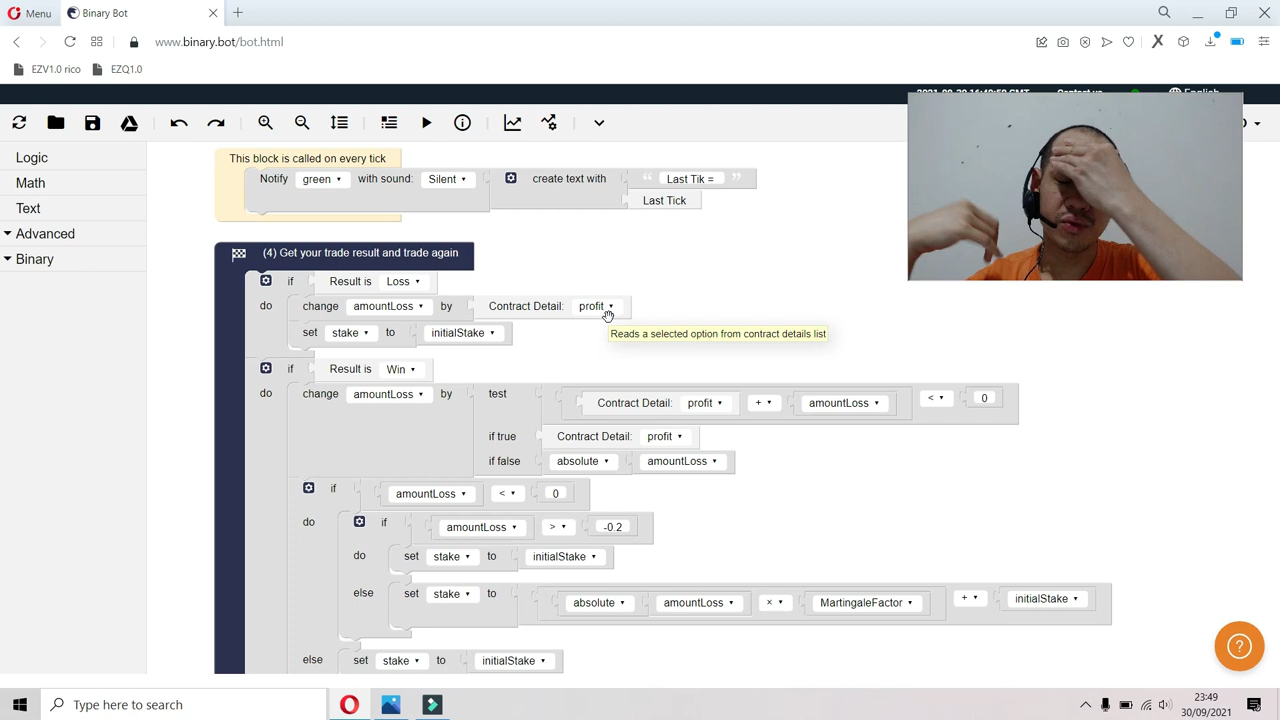 Menu
Binary Bot
www.binary.bot/bot.html
EZV1.0 rico
EZQ1.0
English
Logic
Math
Text
Advanced
Binary
This block is called on every tick
Notify green with sound: Silent create text with “ Last Tik = ”
Last Tick
(4) Get your trade result and trade again
if Result is Loss
do change amountLoss by Contract Detail: profit
set stake to initialStake
Reads a selected option from contract details list
if Result is Win
do change amountLoss by test Contract Detail: profit + amountLoss < 0
if true Contract Detail: profit
if false absolute amountLoss
if amountLoss < 0
do if amountLoss > -0.2
do set stake to initialStake
else set stake to absolute amountLoss × MartingaleFactor + initialStake
else set stake to initialStake
Type here to search
23:49
30/09/2021